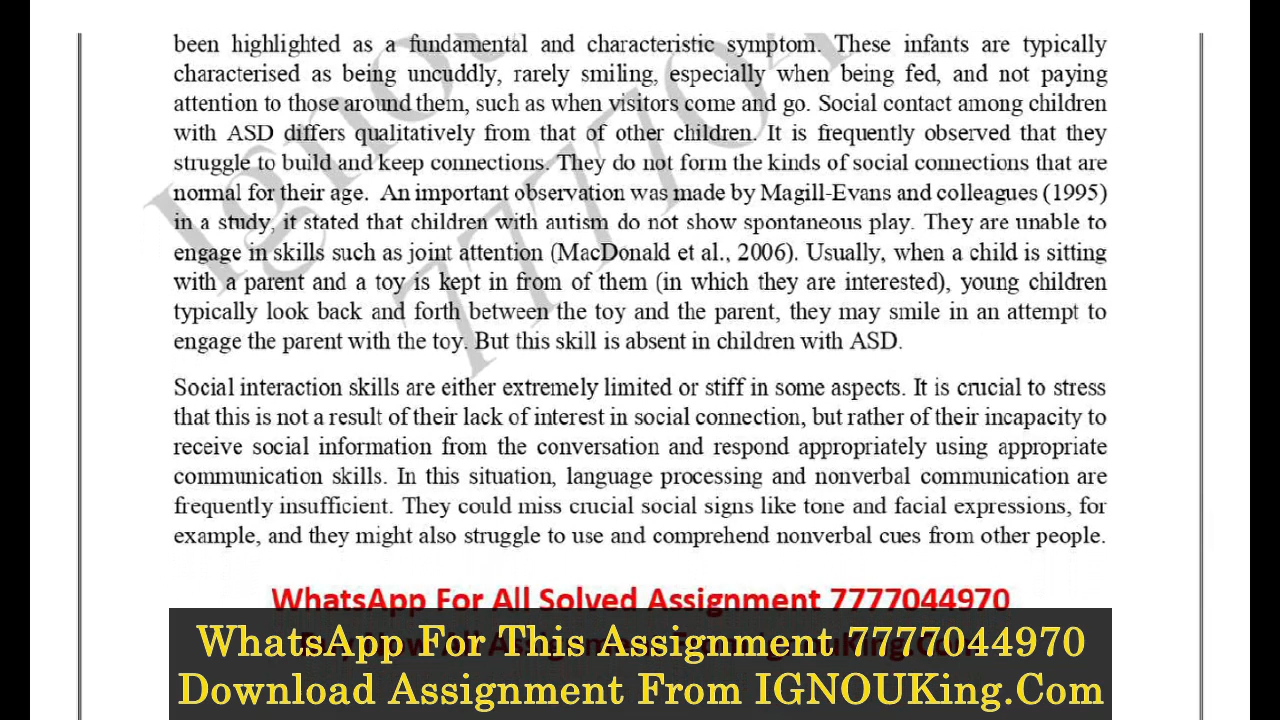 been highlighted as a fundamental and characteristic symptom. These infants are typically
characterised as being uncuddly, rarely smiling, especially when being fed, and not paying
attention to those around them, such as when visitors come and go. Social contact among children
with ASD differs qualitatively from that of other children. It is frequently observed that they
struggle to build and keep connections. They do not form the kinds of social connections that are
normal for their age. An important observation was made by Magill-Evans and colleagues (1995)
in a study, it stated that children with autism do not show spontaneous play. They are unable to
engage in skills such as joint attention (MacDonald et al., 2006). Usually, when a child is sitting
with a parent and a toy is kept in from of them (in which they are interested), young children
typically look back and forth between the toy and the parent, they may smile in an attempt to
engage the parent with the toy. But this skill is absent in children with ASD.
Social interaction skills are either extremely limited or stiff in some aspects. It is crucial to stress
that this is not a result of their lack of interest in social connection, but rather of their incapacity to
receive social information from the conversation and respond appropriately using appropriate
communication skills. In this situation, language processing and nonverbal communication are
frequently insufficient. They could miss crucial social signs like tone and facial expressions, for
example, and they might also struggle to use and comprehend nonverbal cues from other people.
WhatsApp For All Solved Assignment 7777044970
WhatsApp For This Assignment 7777044970
Download Assignment From IGNOUKing.Com